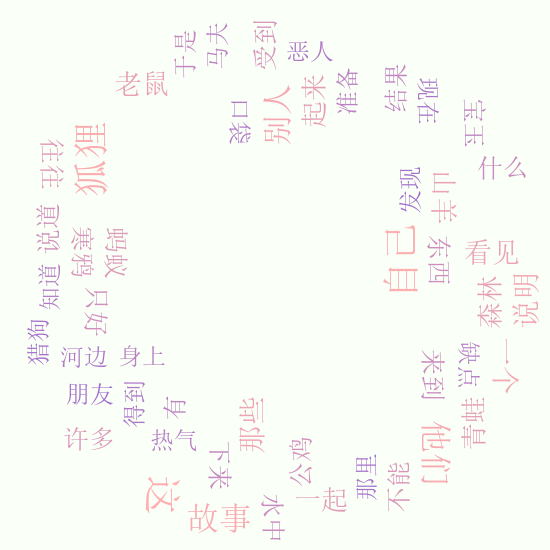 于是
马夫
受到
恶人
老鼠
口袋
别人
起来
准备
结果
现在
宝玉
什么
狐狸
往往
发现
山羊
说道
寒鸦
蚂蚁
自己
东西
看见
知道
只好
森林
说明
猎狗
河边
身上
来到
缺点
一个
朋友
得到
有
那些
青蛙
许多
热气
下来
公鸡
那里
不能
他们
这
故事
水中
一起